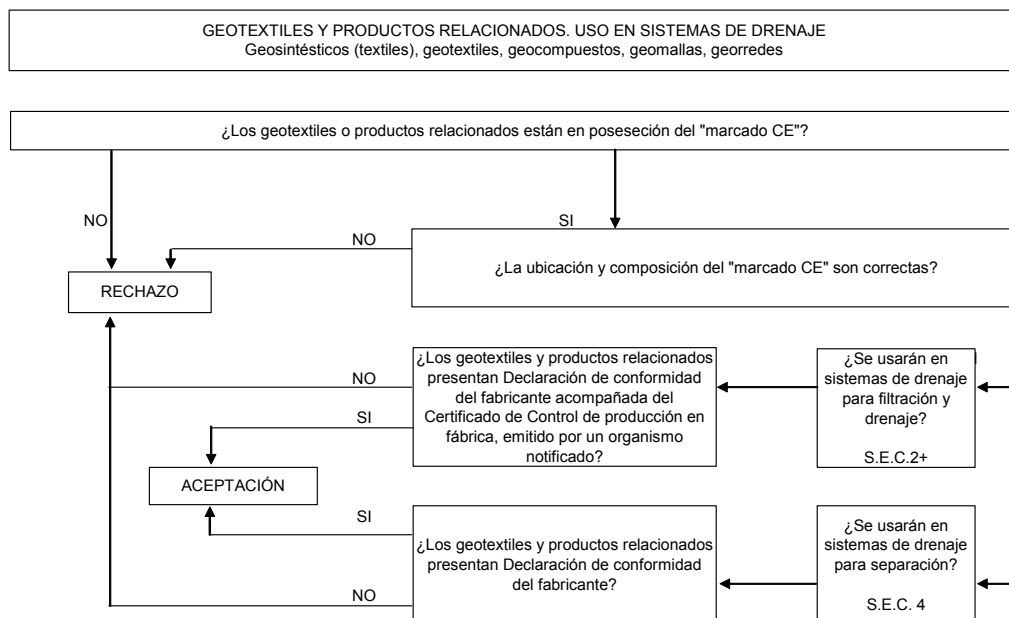 GEOTEXTILES Y PRODUCTOS RELACIONADOS. USO EN SISTEMAS DE DRENAJE
Geosintésticos (textiles), geotextiles, geocompuestos, geomallas, georredes
¿Los geotextiles o productos relacionados están en poseseción del "marcado CE"?
NO
SI
NO
¿La ubicación y composición del "marcado CE" son correctas?
RECHAZO
¿Los geotextiles y productos relacionados
presentan Declaración de conformidad
del fabricante acompañada del
Certificado de Control de producción en
fábrica, emitido por un organismo
notificado?
¿Se usarán en
sistemas de drenaje
para filtración y
drenaje?
S.E.C.2+
NO
SI
ACEPTACIÓN
SI
¿Los geotextiles y productos relacionados
presentan Declaración de conformidad
del fabricante?
¿Se usarán en
sistemas de drenaje
para separación?
S.E.C. 4
NO